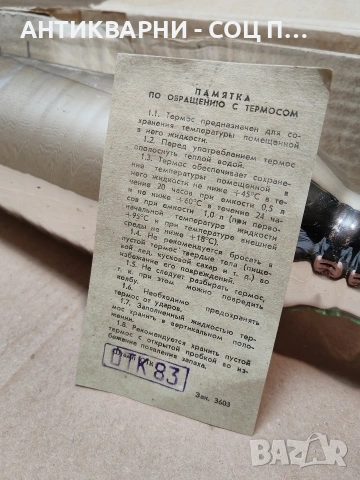 АНТИКВАРНИ - СОЦ П...
ПАМЯТКА
ПО ОБРАЩЕНИЮ С ТЕРМОСОМ
1.1. Термос предназначен для со-
хранения температуры помещенной
в него жидкости.
1.2. Перед употреблением термос
ополоснуть теплой водой.
1.3. Термос обеспечивает сохране-
ние температуры помещенной в
него жидкости не ниже +45°С в те-
чение 20 часов при емкости 0,5 л
и не ниже +60°С в течение 24 ча-
сов при емкости 1,0 л (при перво-
начальной температуре жидкости
+95°С и при температуре внешней
среды не ниже +18°С).
1.4. Не рекомендуется бросать в
пустой термос твердые тела (пище-
вой лед, кусковой сахар и т. п.) во
избежание его повреждений.
1.5. Не следует разбирать термос,
т. к. при этом можно повредить
колбу.
1.6. Необходимо предохранять
термос от ударов.
1.7. Заполненный жидкостью тер-
мос хранить в вертикальном поло-
жении.
1.8. Рекомендуется хранить пустой
термос с открытой пробкой во из-
бежание появления запаха.
ОТК 83
Зак. 3603
BAZAR.BG